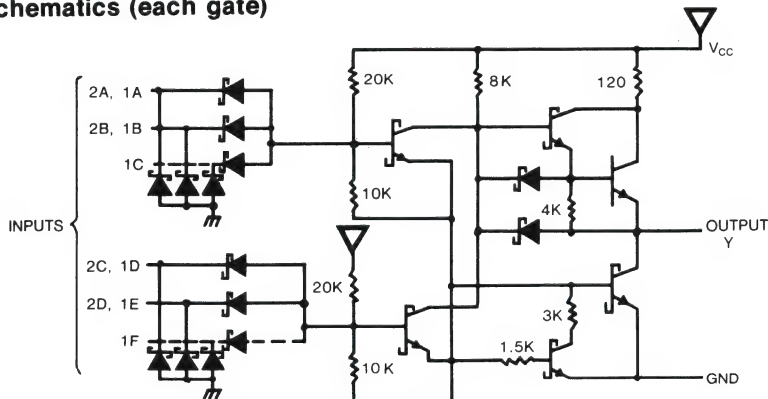 chematics (each gate)
VCC
20K
8K
120
2A, 1A
2B, 1B
1C
10K
4K
INPUTS
OUTPUT
Y
2C, 1D
20K
2D, 1E
3K
1F
1.5K
10K
GND